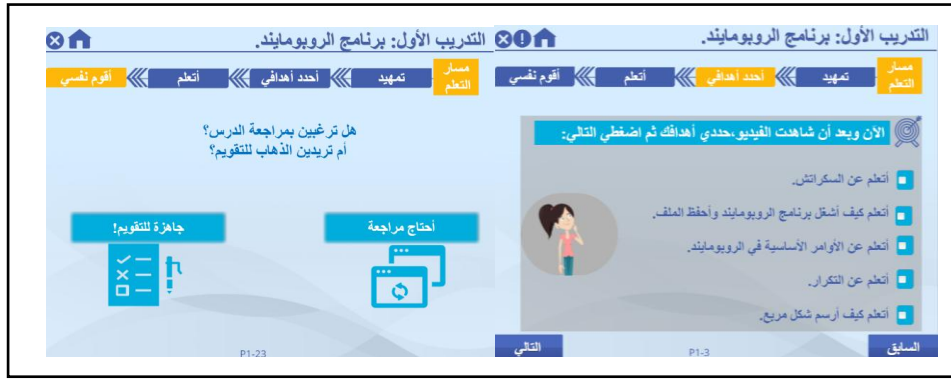 التدريب الأول: برنامج الروبومايند.
مسار التعلم
تمهيد
أحدد أهدافي
أتعلم
أقوم نفسي
الآن وبعد أن شاهدت الفيديو،حددي أهدافك ثم اضغطي التالي:
أتعلم عن السكراتش.
أتعلم كيف أشغل برنامج الروبومايند وأحفظ الملف.
أتعلم عن الأوامر الأساسية في الروبومايند.
أتعلم عن التكرار.
أتعلم كيف أرسم شكل مربع.
السابق
P1-3
التالي
التدريب الأول: برنامج الروبومايند.
مسار التعلم
تمهيد
أحدد أهدافي
أتعلم
أقوم نفسي
هل ترغبين بمراجعة الدرس؟
أم تريدين الذهاب للتقويم؟
أحتاج مراجعة
جاهزة للتقويم!
P1-23